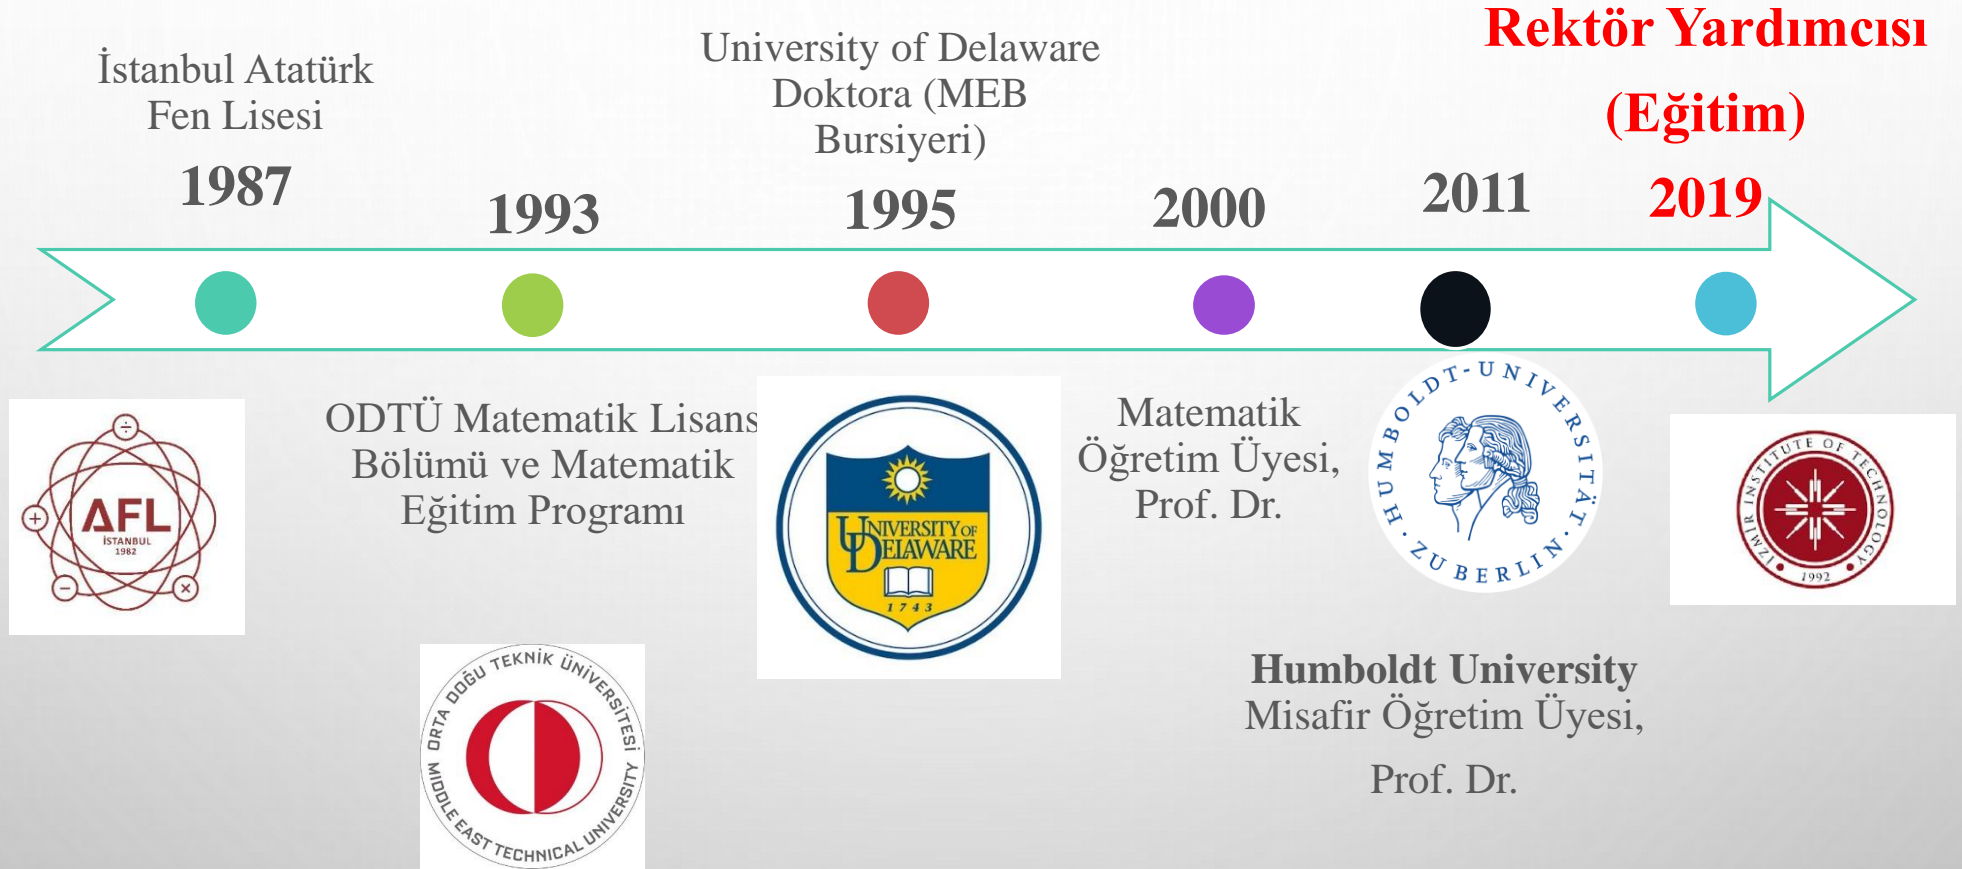 İstanbul Atatürk
Fen Lisesi
1987
1993
University of Delaware
Doktora (MEB
Bursiyeri)
1995
2000
2011
Rektör Yardımcısı
(Eğitim)
2019
AFL
İSTANBUL
1982
ODTÜ Matematik Lisans
Bölümü ve Matematik
Eğitim Programı
ORTA DOĞU TEKNİK ÜNİVERSİTESİ
MIDDLE EAST TECHNICAL UNIVERSITY
UNIVERSITY OF
DELAWARE
1743
Matematik
Öğretim Üyesi,
Prof. Dr.
HUMBOLDT-UNIVERSITÄT
· ZU BERLIN ·
Humboldt University
Misafir Öğretim Üyesi,
Prof. Dr.
İZMİR INSTITUTE OF TECHNOLOGY
• 1992 •